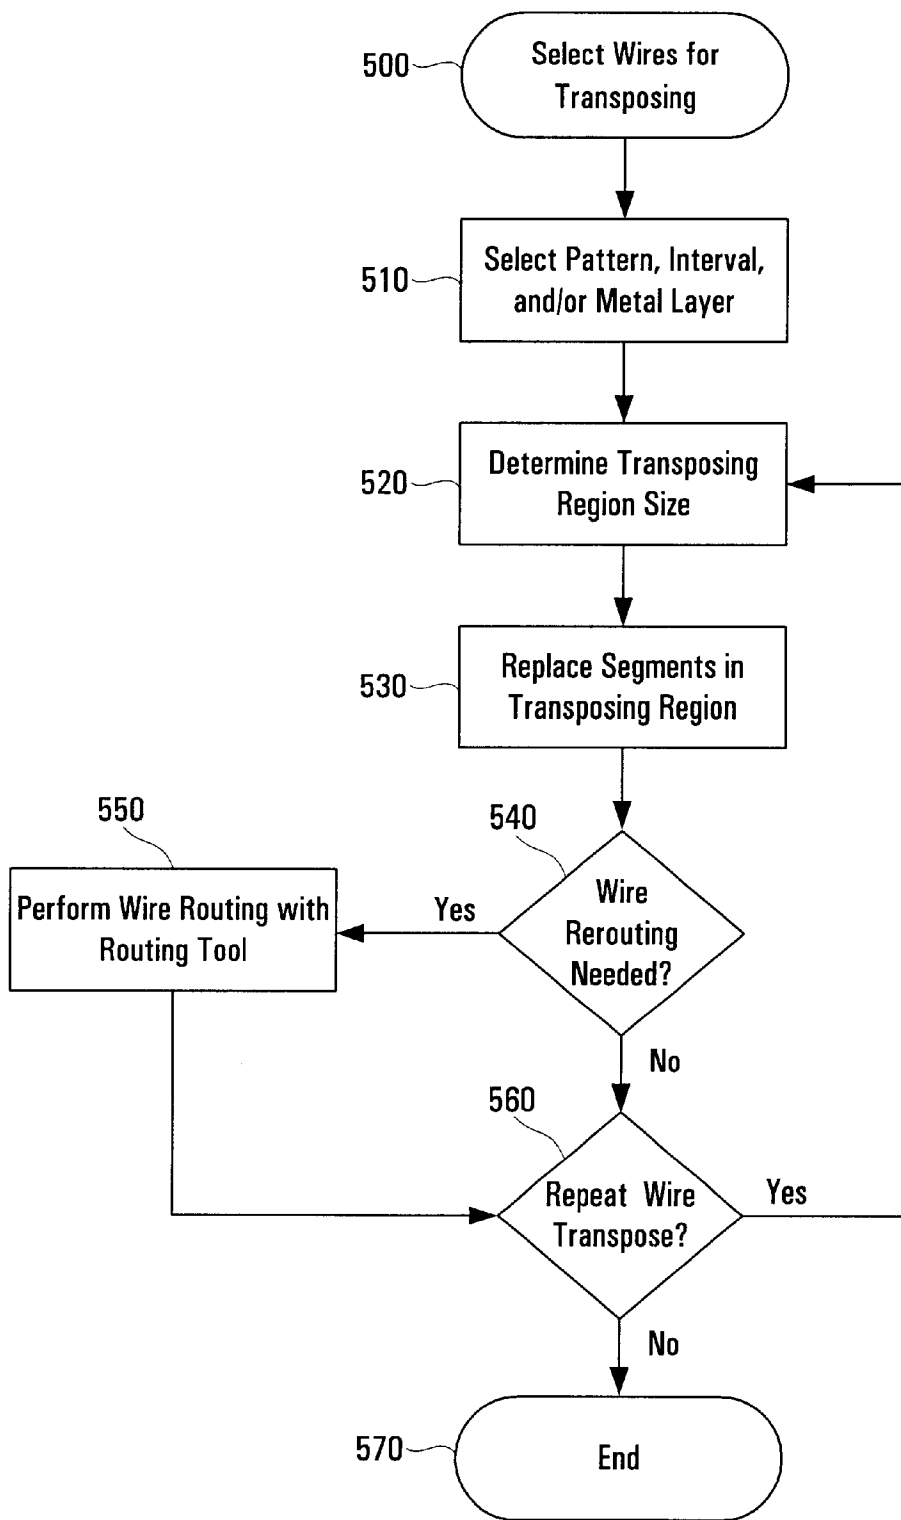 500
Select Wires for
Transposing
510
Select Pattern, Interval,
and/or Metal Layer
520
Determine Transposing
Region Size
530
Replace Segments in
Transposing Region
540
Wire
Rerouting
Needed?
Yes
550
Perform Wire Routing with
Routing Tool
No
560
Repeat Wire
Transpose?
Yes
No
570
End